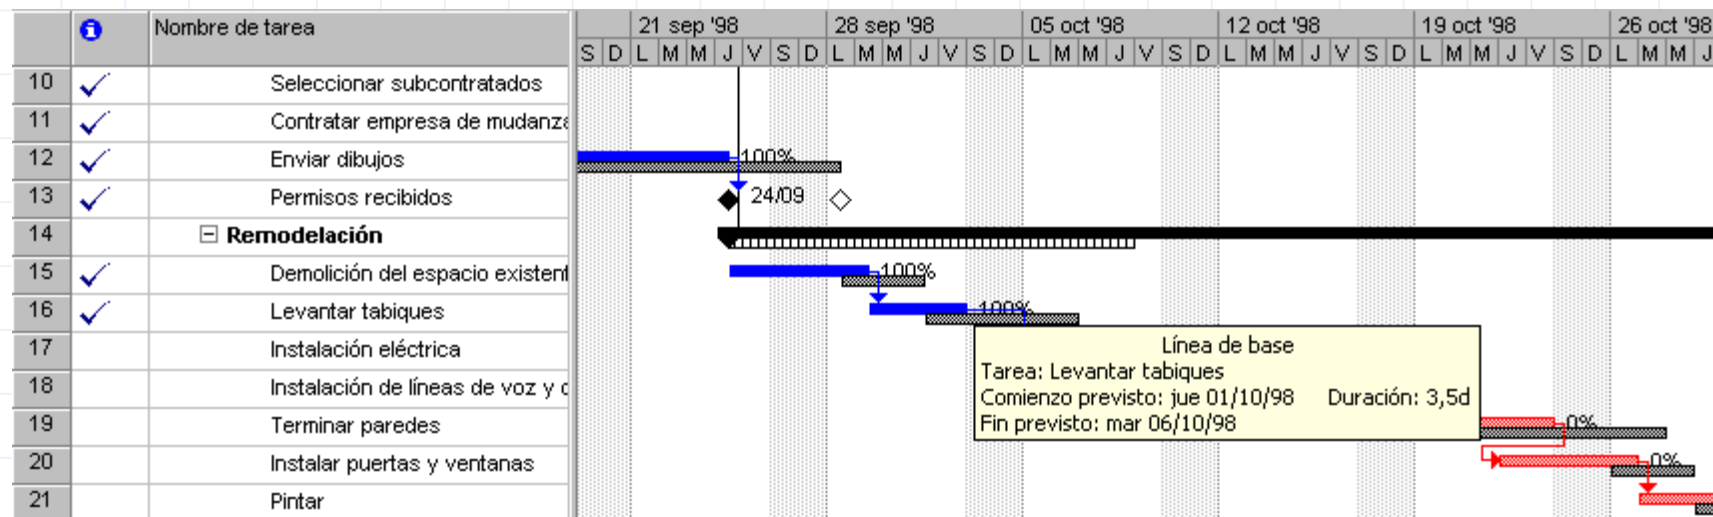 Nombre de tarea
21 sep '98 28 sep '98 05 oct '98 12 oct '98 19 oct '98 26 oct '98
S D L M M J V S D L M M J V S D L M M J V S D L M M J V S D L M M J V S D L M M J
10 Seleccionar subcontratados
11 Contratar empresa de mudanza
12 Enviar dibujos 100%
13 Permisos recibidos 24/09
14 Remodelación
15 Demolición del espacio existent 100%
16 Levantar tabiques 100%
17 Instalación eléctrica
18 Instalación de líneas de voz y d
19 Terminar paredes 0%
20 Instalar puertas y ventanas 0%
21 Pintar
Línea de base
Tarea: Levantar tabiques
Comienzo previsto: jue 01/10/98 Duración: 3,5d
Fin previsto: mar 06/10/98